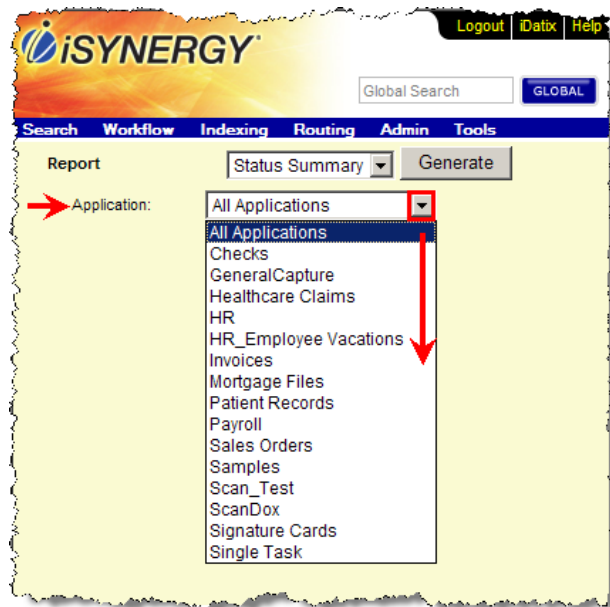 Logout iDatix Help
iSYNERGY
Global Search GLOBAL
Search Workflow Indexing Routing Admin Tools
Report Status Summary Generate
Application: All Applications
All Applications
Checks
GeneralCapture
Healthcare Claims
HR
HR_Employee Vacations
Invoices
Mortgage Files
Patient Records
Payroll
Sales Orders
Samples
Scan_Test
ScanDox
Signature Cards
Single Task